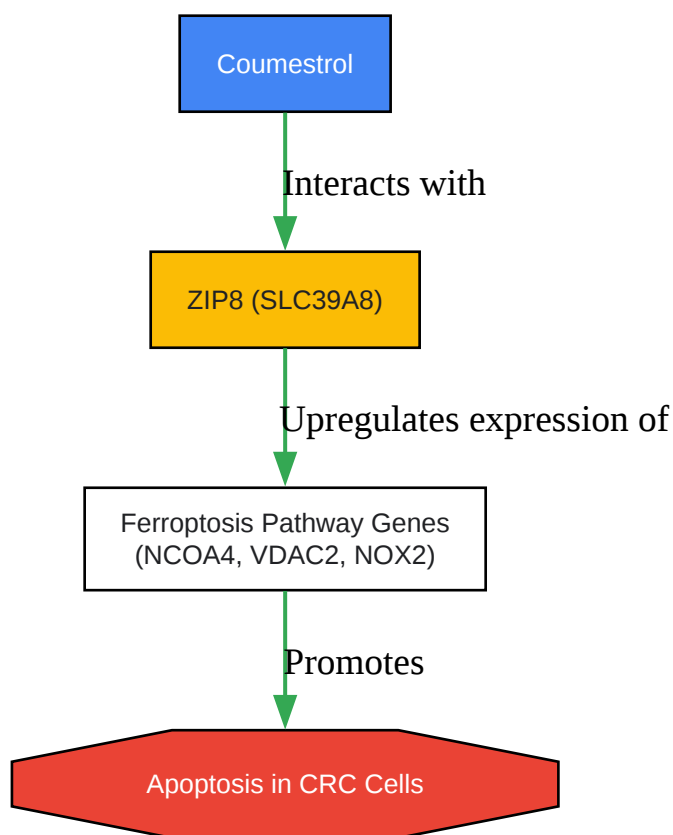 Coumestrol
Interacts with
ZIP8 (SLC39A8)
Upregulates expression of
Ferroptosis Pathway Genes
(NCOA4, VDAC2, NOX2)
Promotes
Apoptosis in CRC Cells